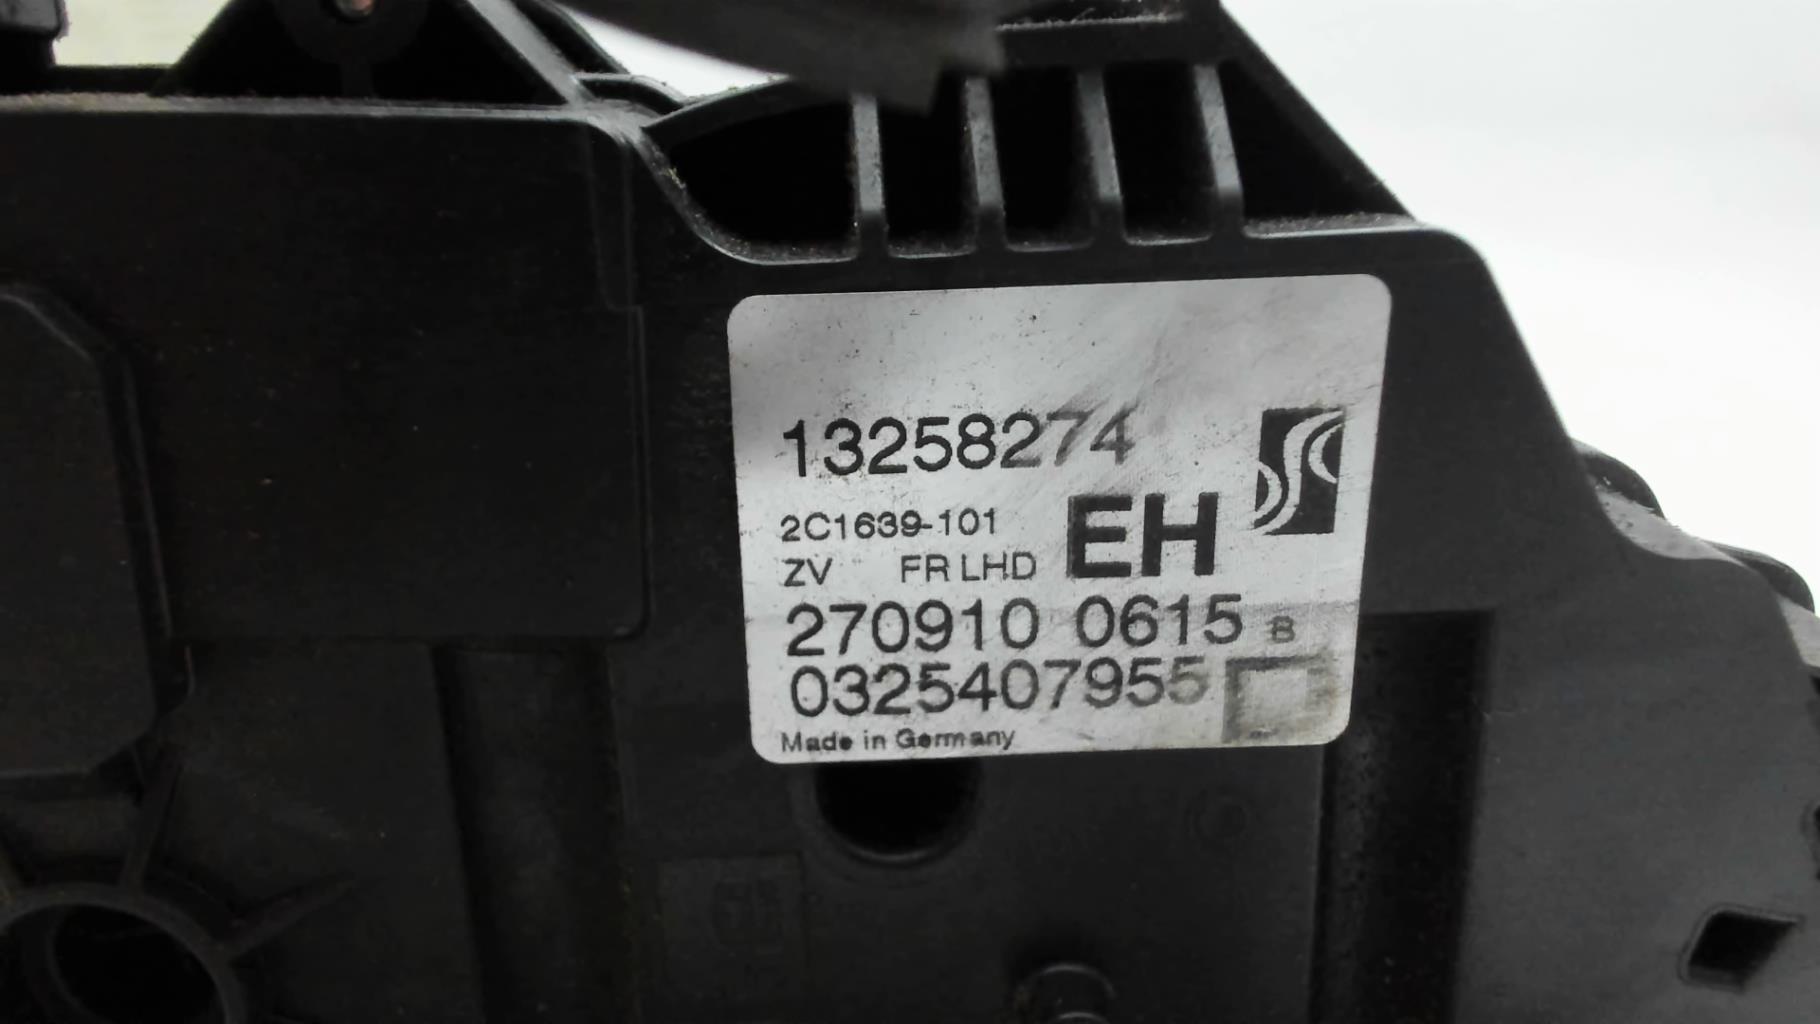 13258274
2C1639-101
ZV FR LHD EH
270910 0615 B
0325407955
Made in Germany